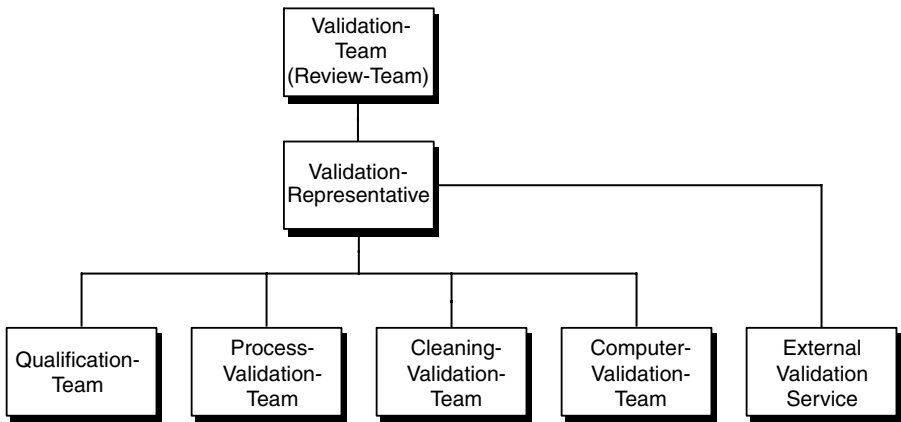 Validation-
Team
(Review-Team)
Validation-
Representative
Qualification-
Team
Process-
Validation-
Team
Cleaning-
Validation-
Team
Computer-
Validation-
Team
External
Validation
Service